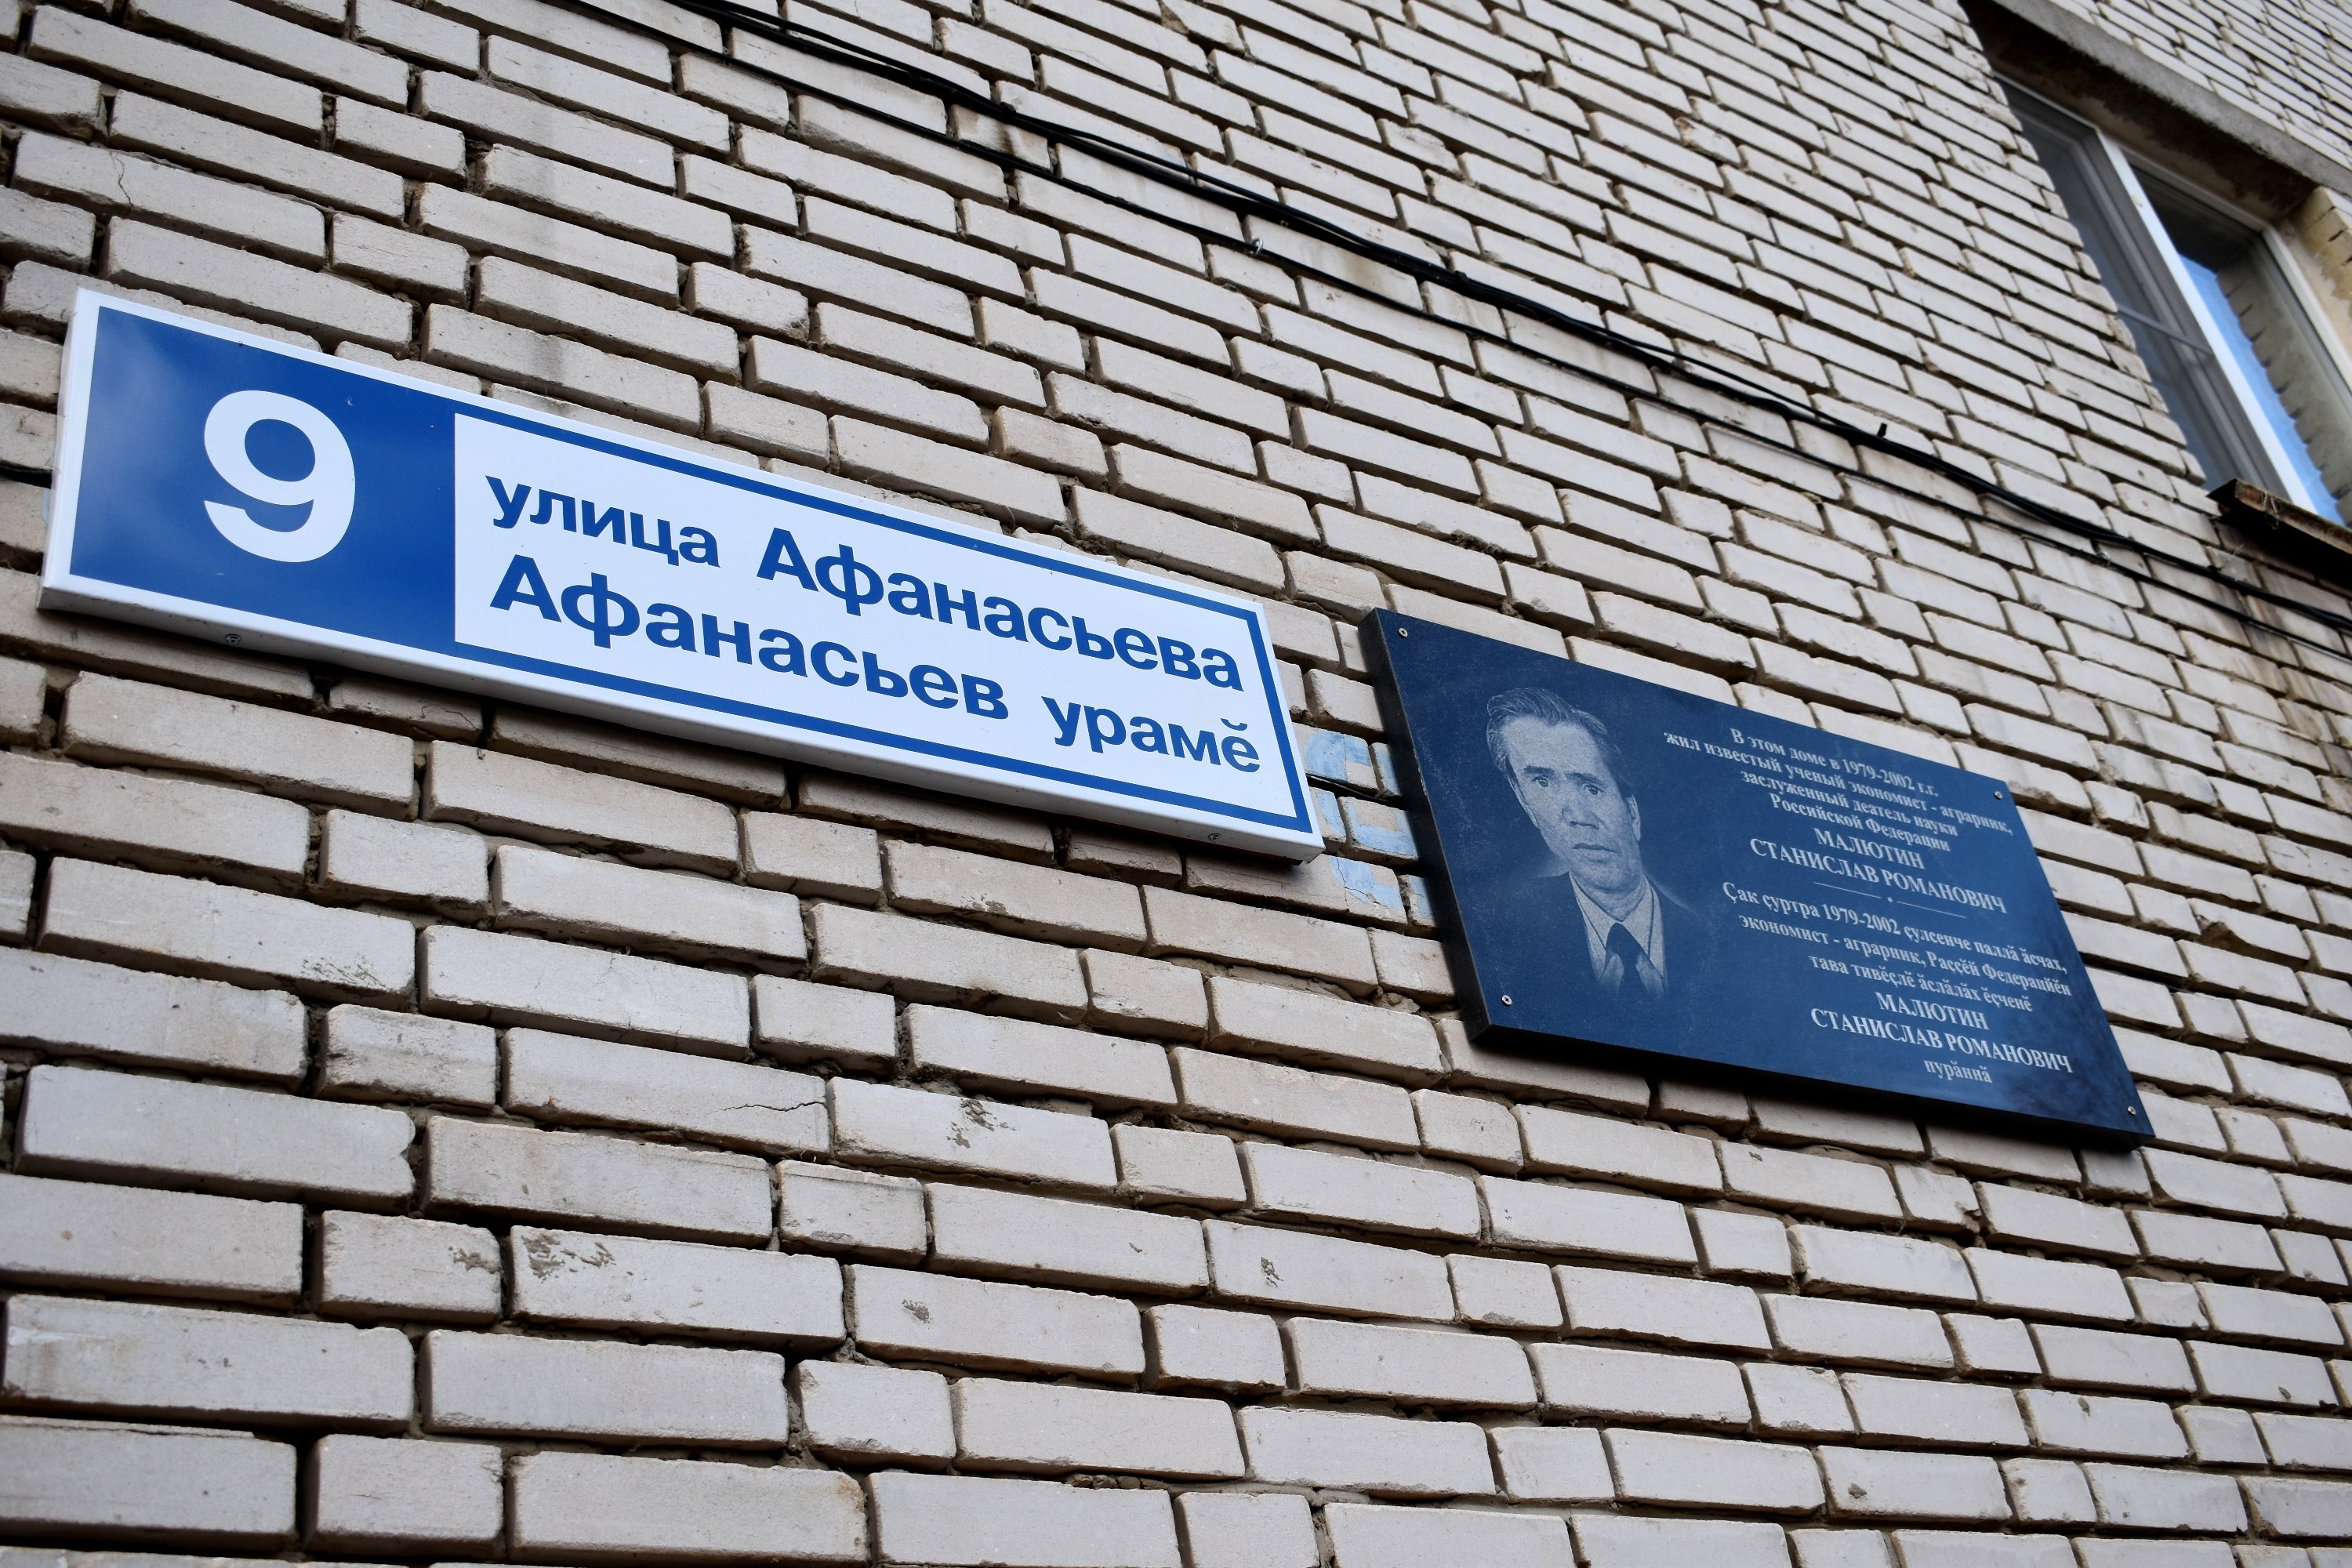 9
улица Афанасьева
Афанасьев урамӗ
В этом доме в 1979-2002 г.г.
жил известый ученый экономист - аграрник,
заслуженный деятель науки
Российской Федерации
МАЛЮТИН
СТАНИСЛАВ РОМАНОВИЧ
Ҫак ҫуртра 1979-2002 ҫулсенче паллӑ ӑсчах,
экономист - аграрник, Раҫҫӗй Федерацийӗн
тава тивӗҫлӗ ӑслӑлӑх ӗҫченӗ
МАЛЮТИН
СТАНИСЛАВ РОМАНОВИЧ
пурӑннӑ